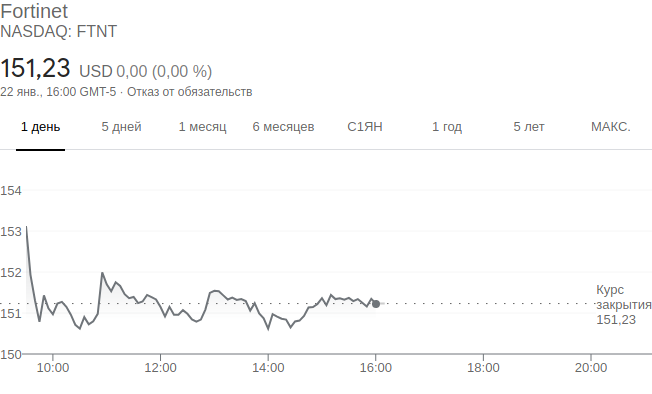 Fortinet
NASDAQ: FTNT
151,23 USD 0,00 (0,00 %)
22 янв., 16:00 GMT-5 · Отказ от обязательств
1 день 5 дней 1 месяц 6 месяцев С1ЯН 1 год 5 лет МАКС.
154
153
152
151
150
Курс
закрытия
151,23
10:00 12:00 14:00 16:00 18:00 20:00